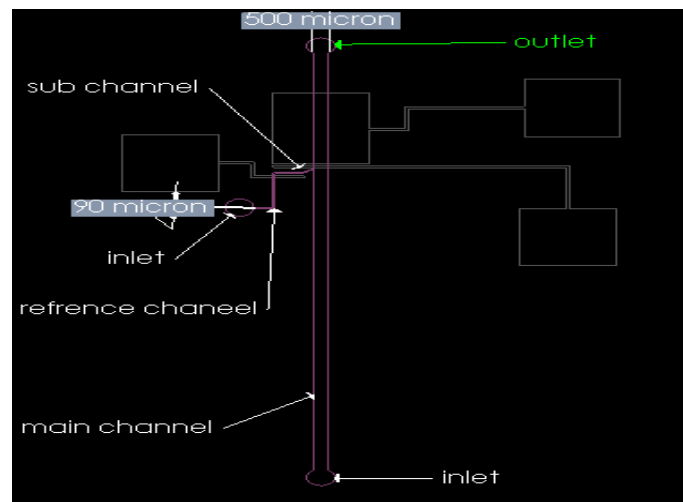 500 micron
outlet
sub channel
90 micron
inlet
refrence chaneel
main channel
inlet